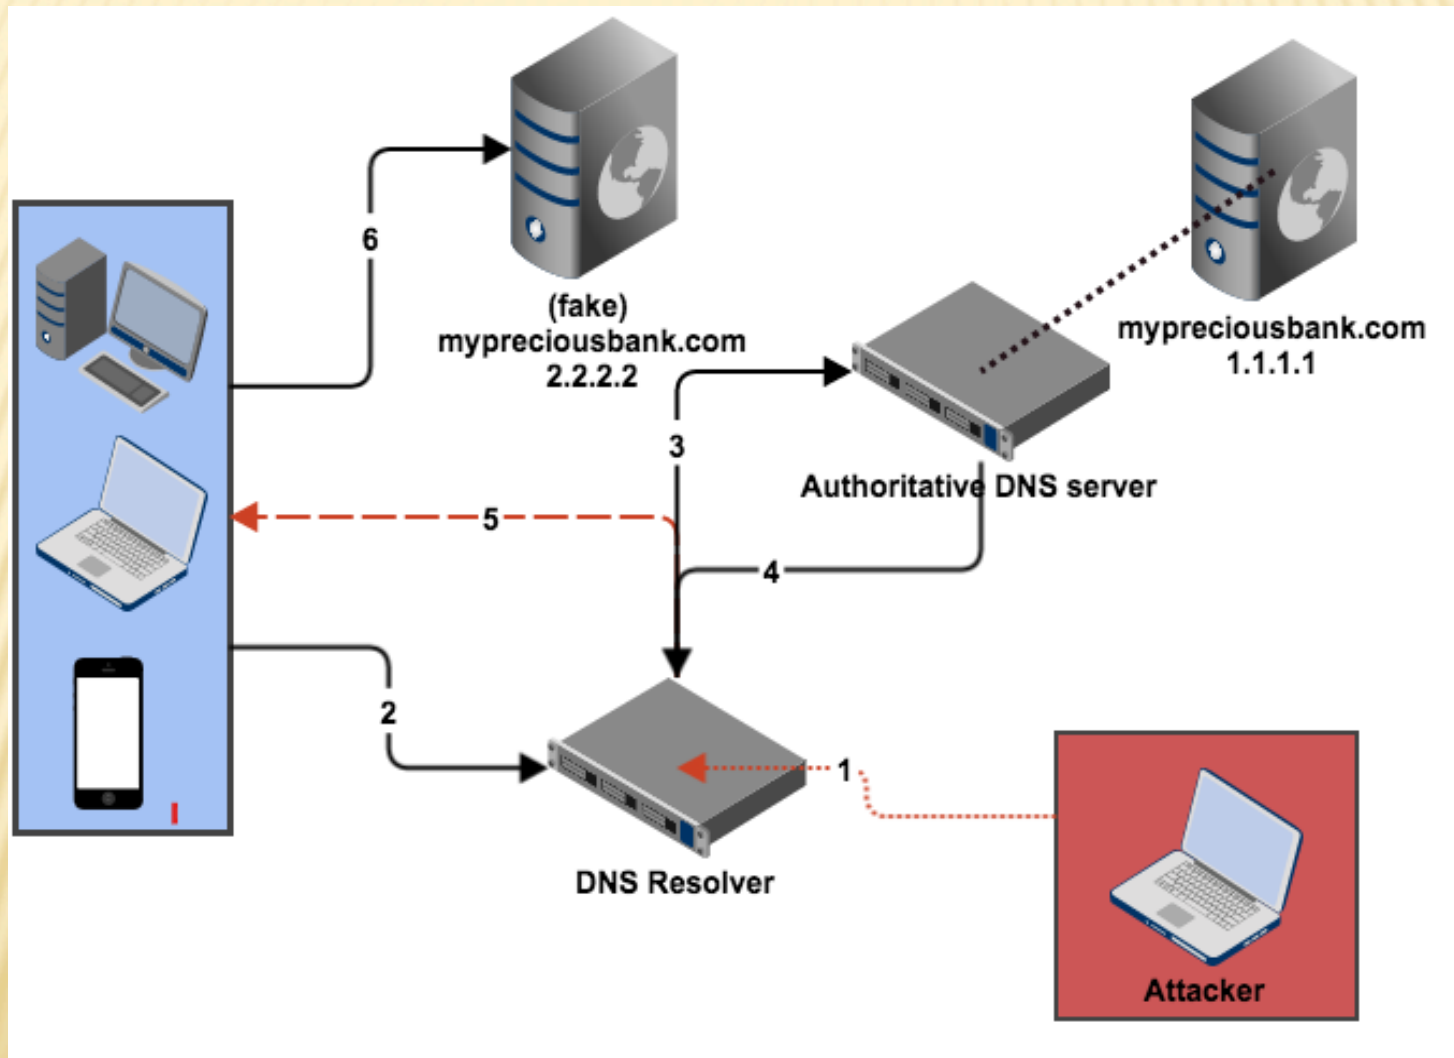 6
(fake)
mypreciousbank.com
2.2.2.2
mypreciousbank.com
1.1.1.1
3
Authoritative DNS server
5
4
2
1
DNS Resolver
Attacker